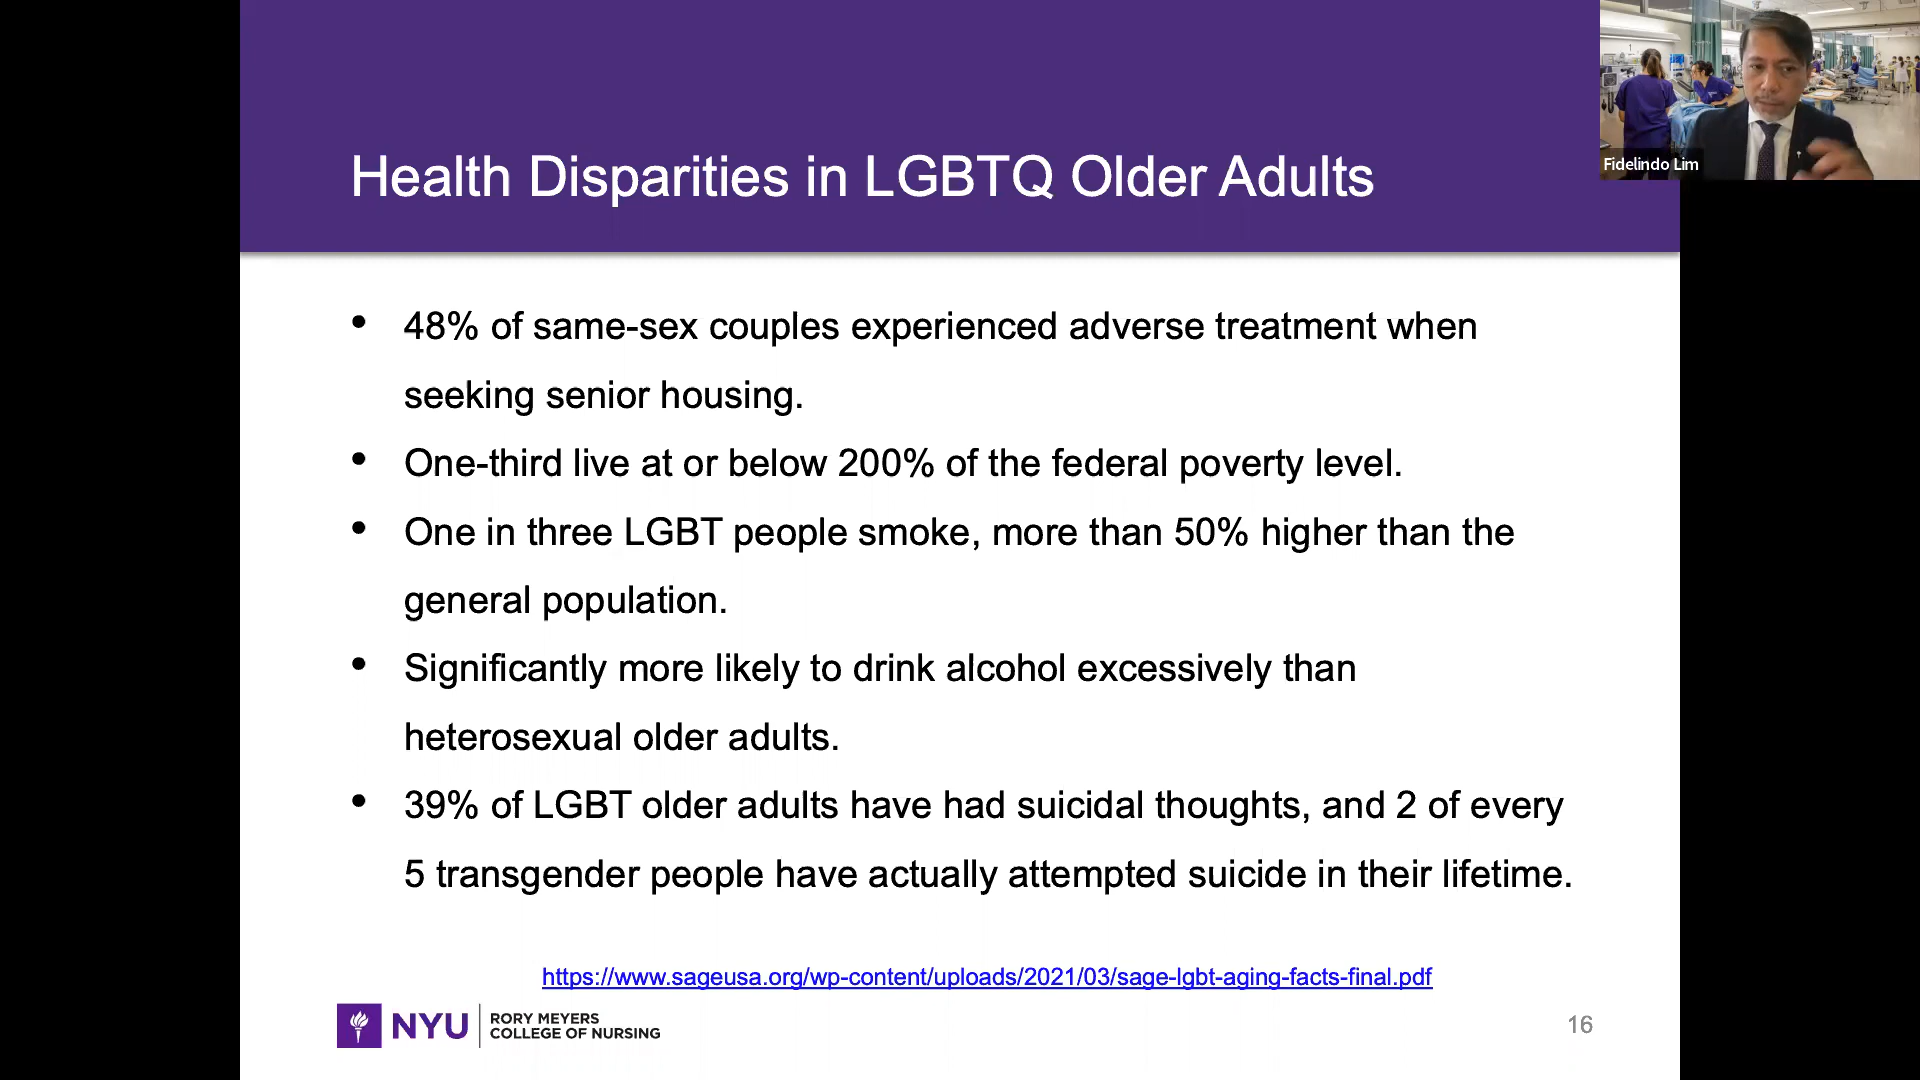 Health Disparities in LGBTQ Older Adults
Fidelindo Lim
• 48% of same-sex couples experienced adverse treatment when
seeking senior housing.
• One-third live at or below 200% of the federal poverty level.
• One in three LGBT people smoke, more than 50% higher than the
general population.
• Significantly more likely to drink alcohol excessively than
heterosexual older adults.
• 39% of LGBT older adults have had suicidal thoughts, and 2 of every
5 transgender people have actually attempted suicide in their lifetime.
https://www.sageusa.org/wp-content/uploads/2021/03/sage-lgbt-aging-facts-final.pdf
NYU
RORY MEYERS
COLLEGE OF NURSING
16